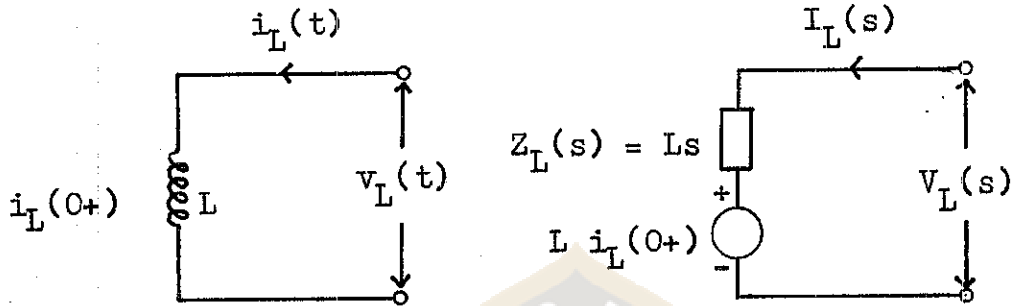 i_L(t)
I_L(s)
Z_L(s) = Ls
i_L(0+)
L
v_L(t)
+
V_L(s)
L i_L(0+)
-